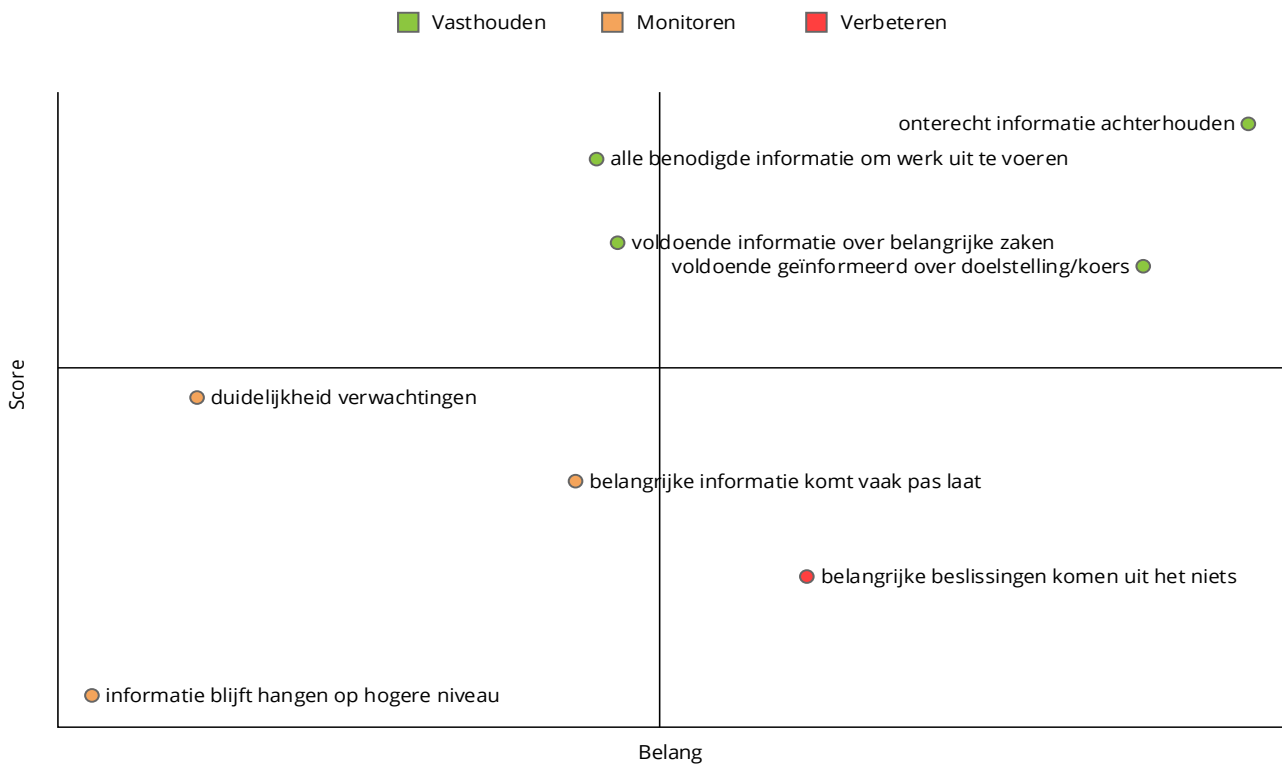 Vasthouden
Monitoren
Verbeteren
onterecht informatie achterhouden
alle benodigde informatie om werk uit te voeren
voldoende informatie over belangrijke zaken
voldoende geïnformeerd over doelstelling/koers
Score
duidelijkheid verwachtingen
belangrijke informatie komt vaak pas laat
belangrijke beslissingen komen uit het niets
informatie blijft hangen op hogere niveau
Belang